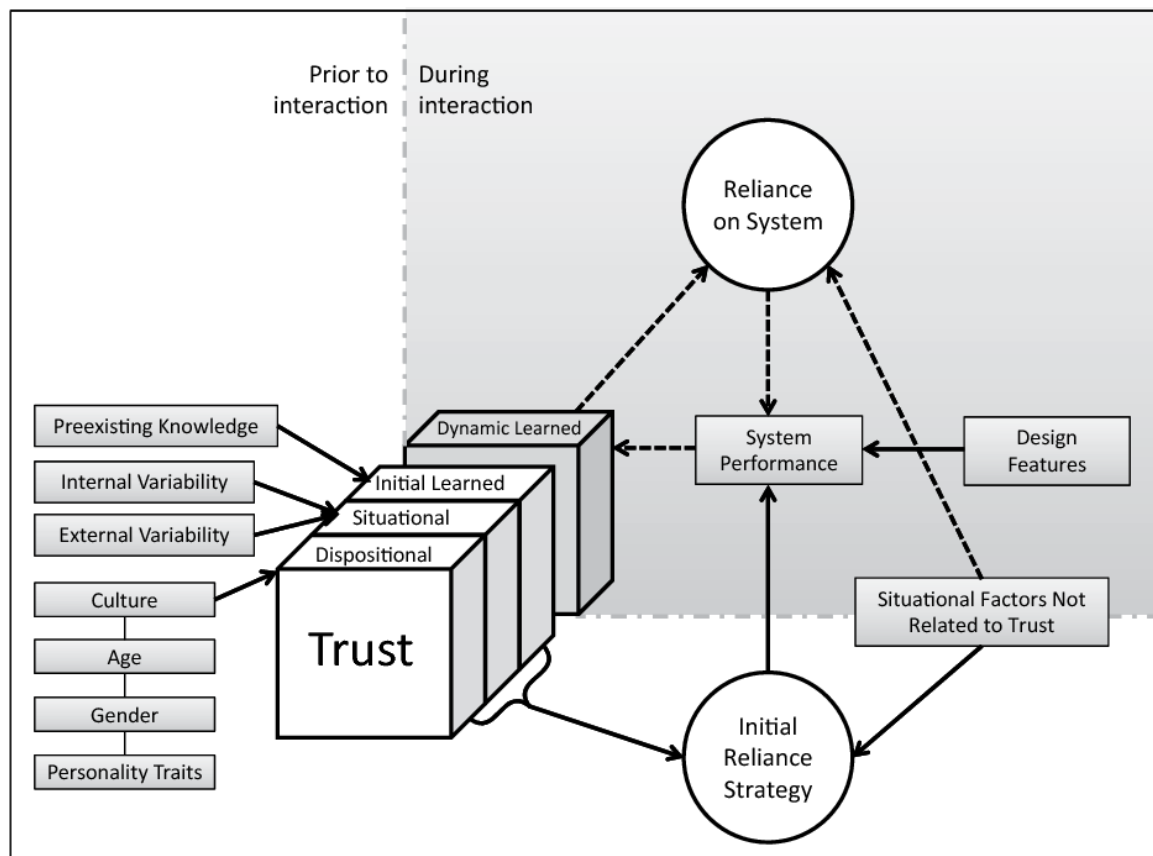 Prior to
interaction
During
interaction
Reliance
on System
Preexisting Knowledge
Internal Variability
External Variability
Culture
Age
Gender
Personality Traits
Dynamic Learned
Initial Learned
Situational
Dispositional
Trust
System
Performance
Design
Features
Situational Factors Not
Related to Trust
Initial
Reliance
Strategy